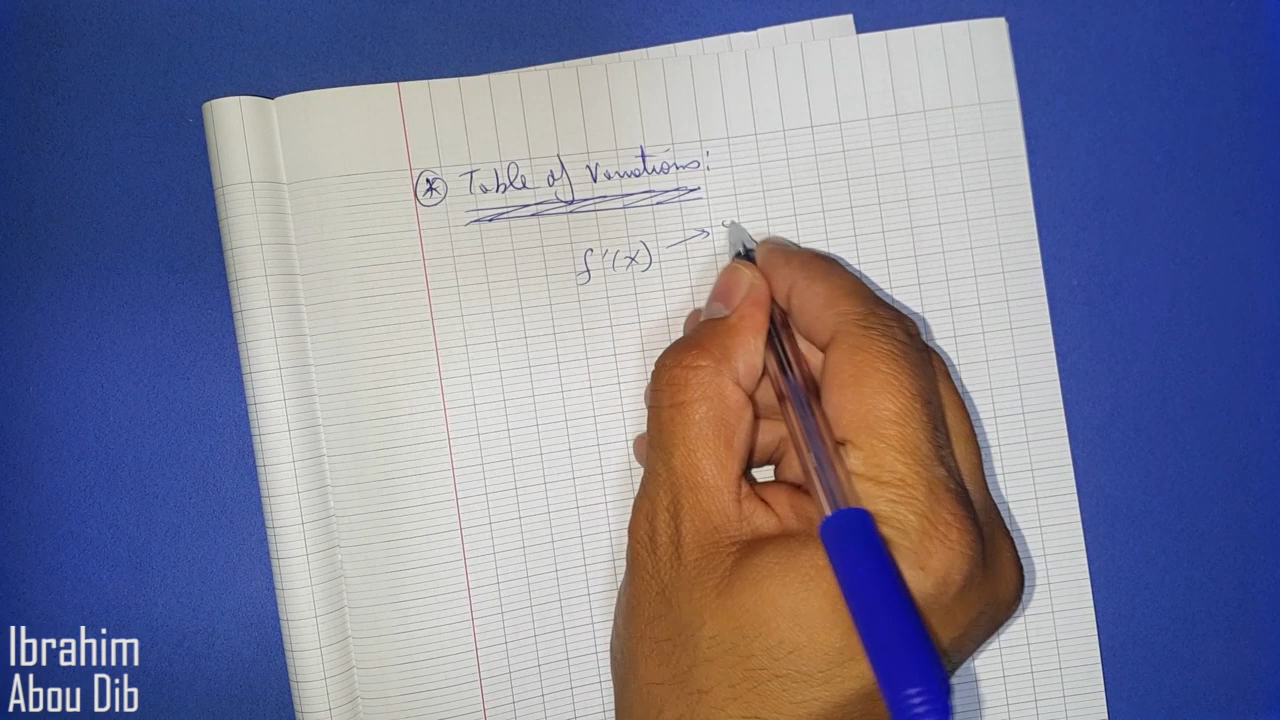 * Table of Variations:
f'(x) →
Ibrahim
Abou Dib